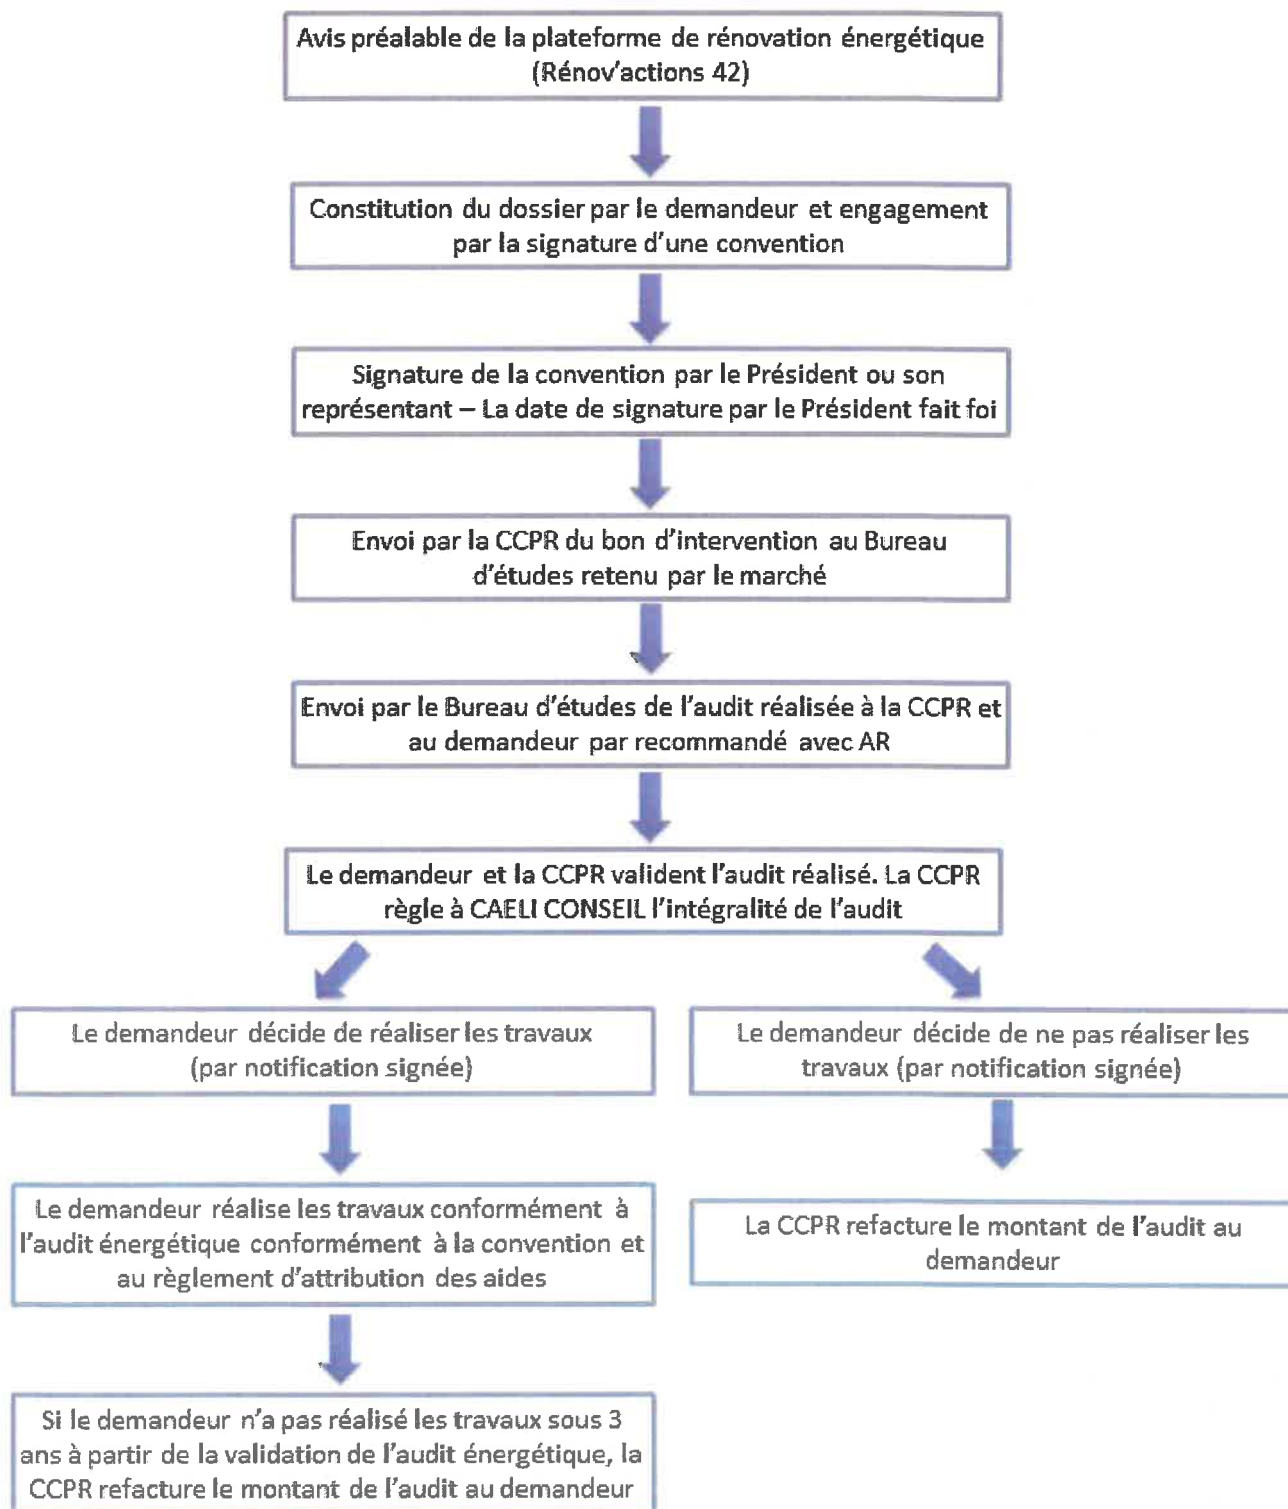 Avis préalable de la plateforme de rénovation énergétique
(Rénov'actions 42)
Constitution du dossier par le demandeur et engagement
par la signature d'une convention
Signature de la convention par le Président ou son
représentant – La date de signature par le Président fait foi
Envoi par la CCPR du bon d'intervention au Bureau
d'études retenu par le marché
Envoi par le Bureau d'études de l'audit réalisée à la CCPR et
au demandeur par recommandé avec AR
Le demandeur et la CCPR valident l'audit réalisé. La CCPR
règle à CAELI CONSEIL l'intégralité de l'audit
Le demandeur décide de réaliser les travaux
(par notification signée)
Le demandeur décide de ne pas réaliser les
travaux (par notification signée)
Le demandeur réalise les travaux conformément à
l'audit énergétique conformément à la convention et
au règlement d'attribution des aides
La CCPR refacture le montant de l'audit au
demandeur
Si le demandeur n'a pas réalisé les travaux sous 3
ans à partir de la validation de l'audit énergétique, la
CCPR refacture le montant de l'audit au demandeur